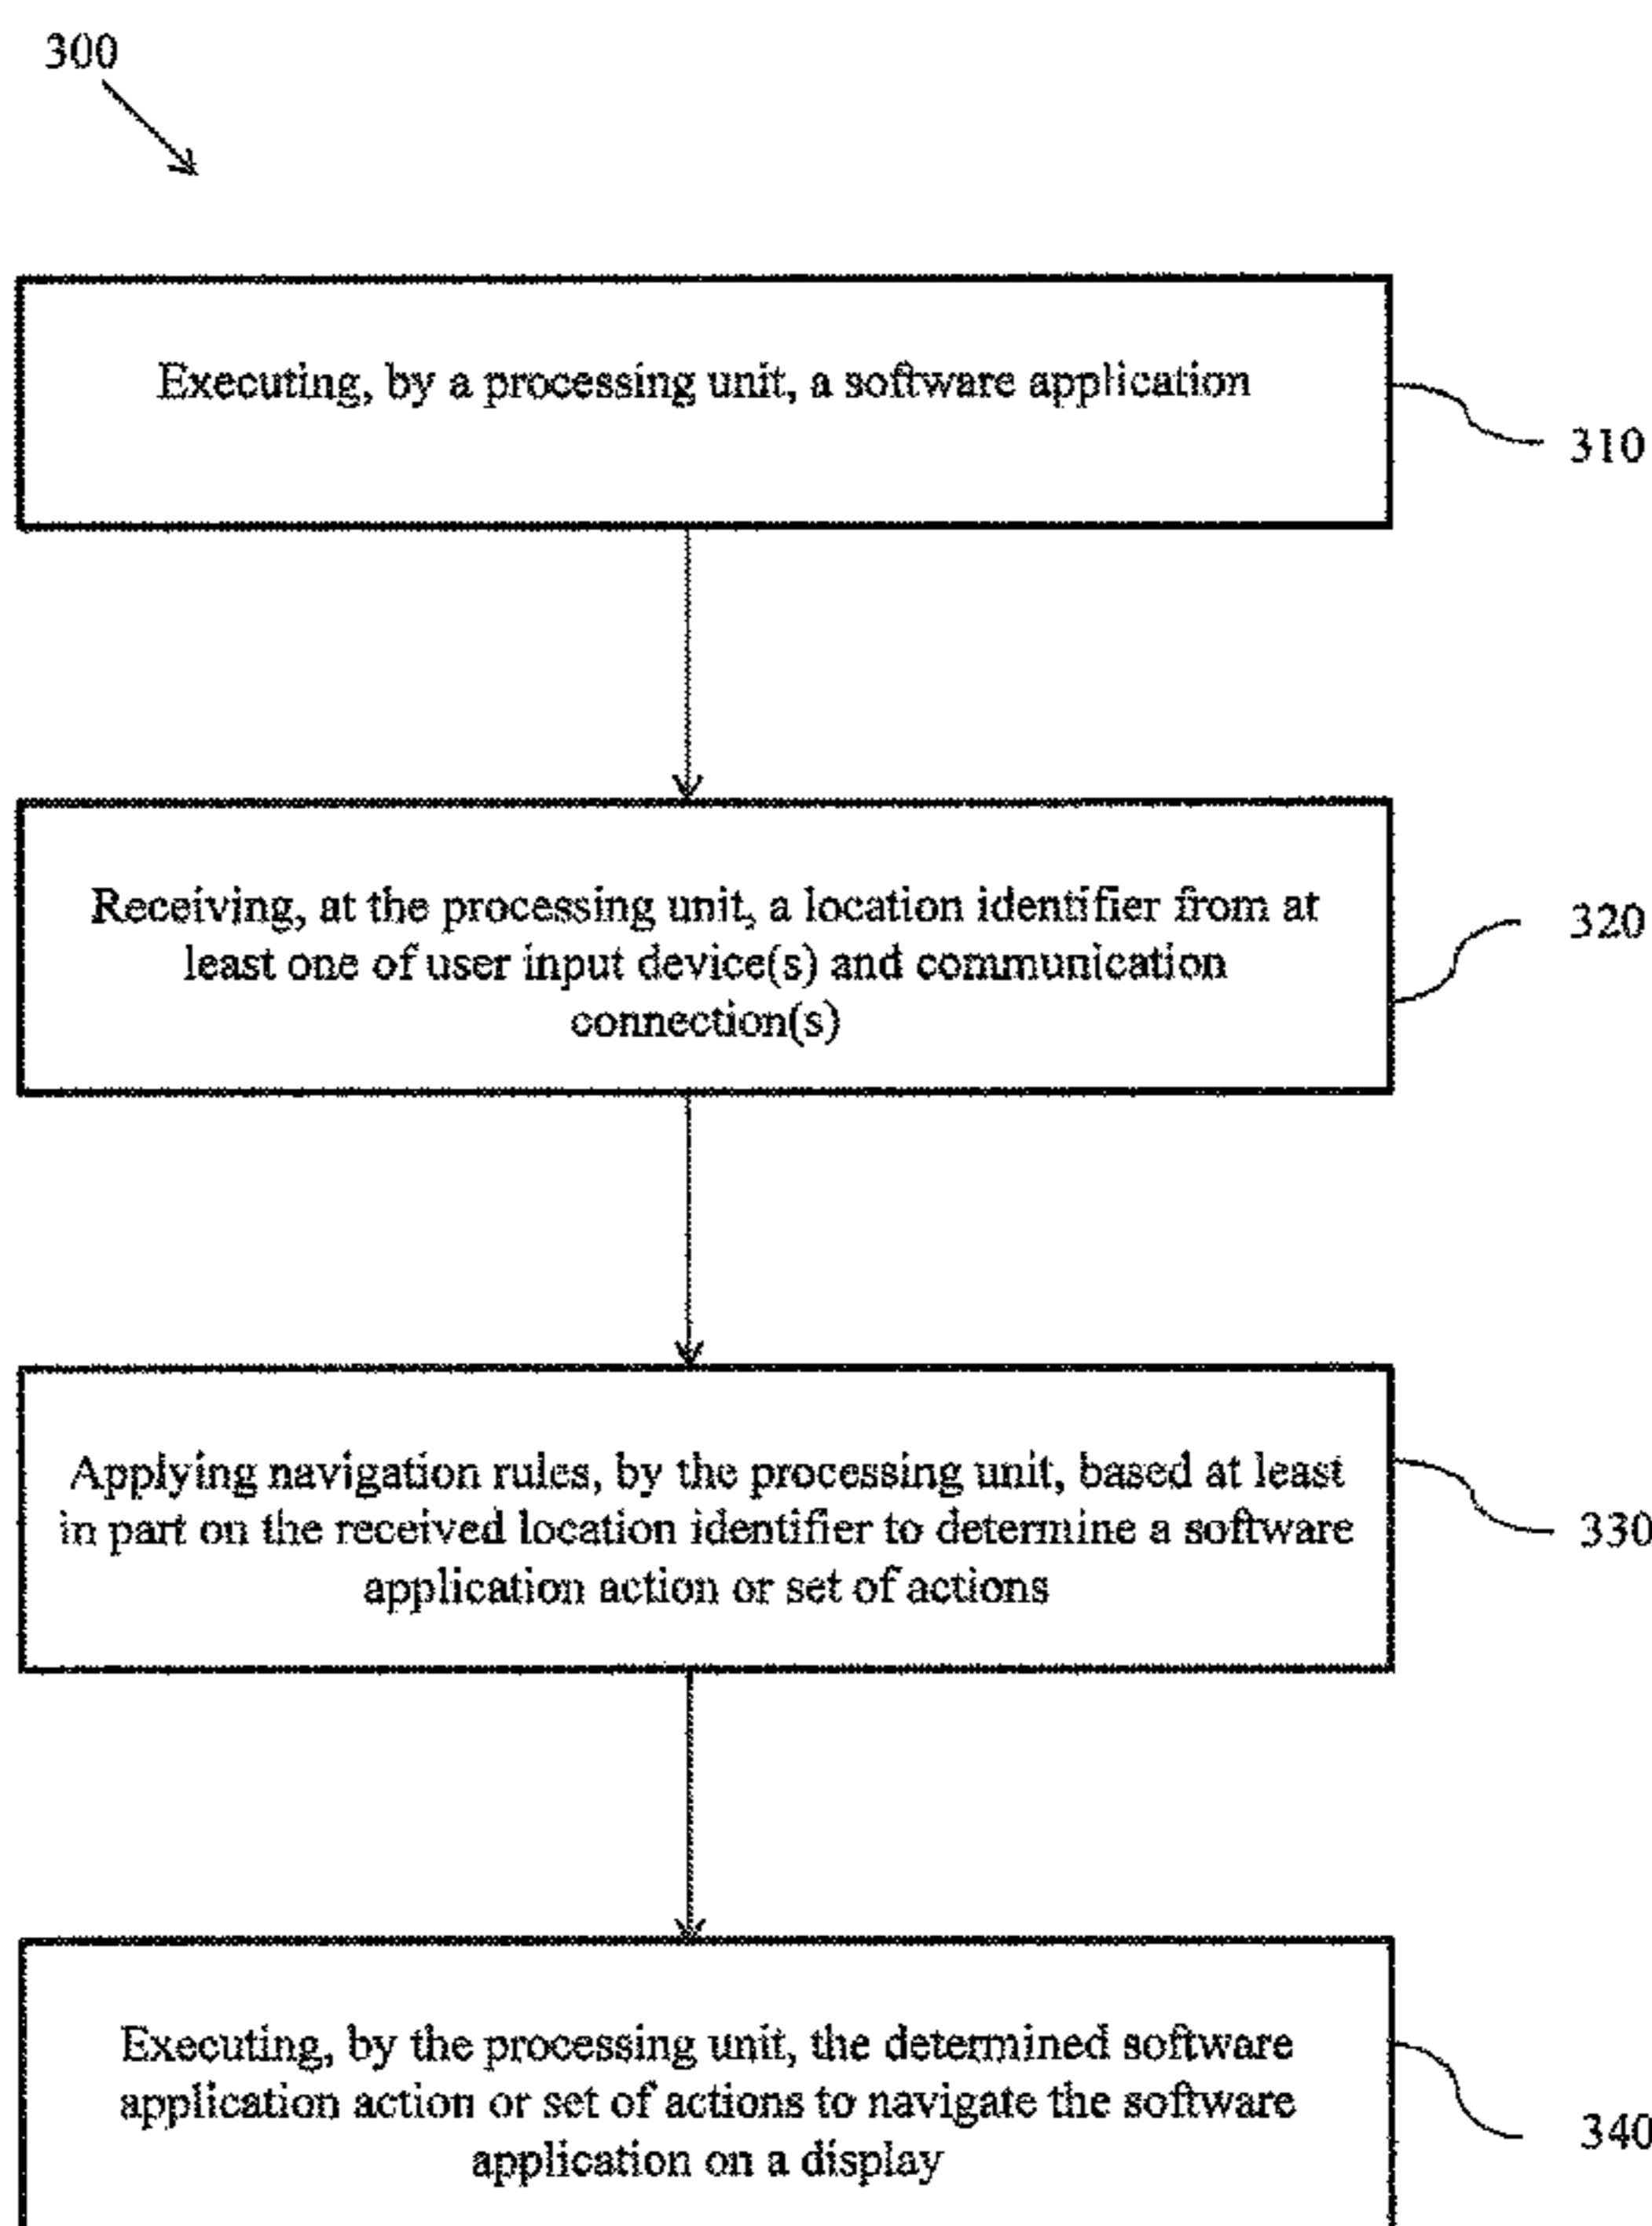 300
Executing, by a processing unit, a software application
310
Receiving, at the processing unit, a location identifier from at
least one of user input device(s) and communication
connection(s)
320
Applying navigation rules, by the processing unit, based at least
in part on the received location identifier to determine a software
application action or set of actions
330
Executing, by the processing unit, the determined software
application action or set of actions to navigate the software
application on a display
340